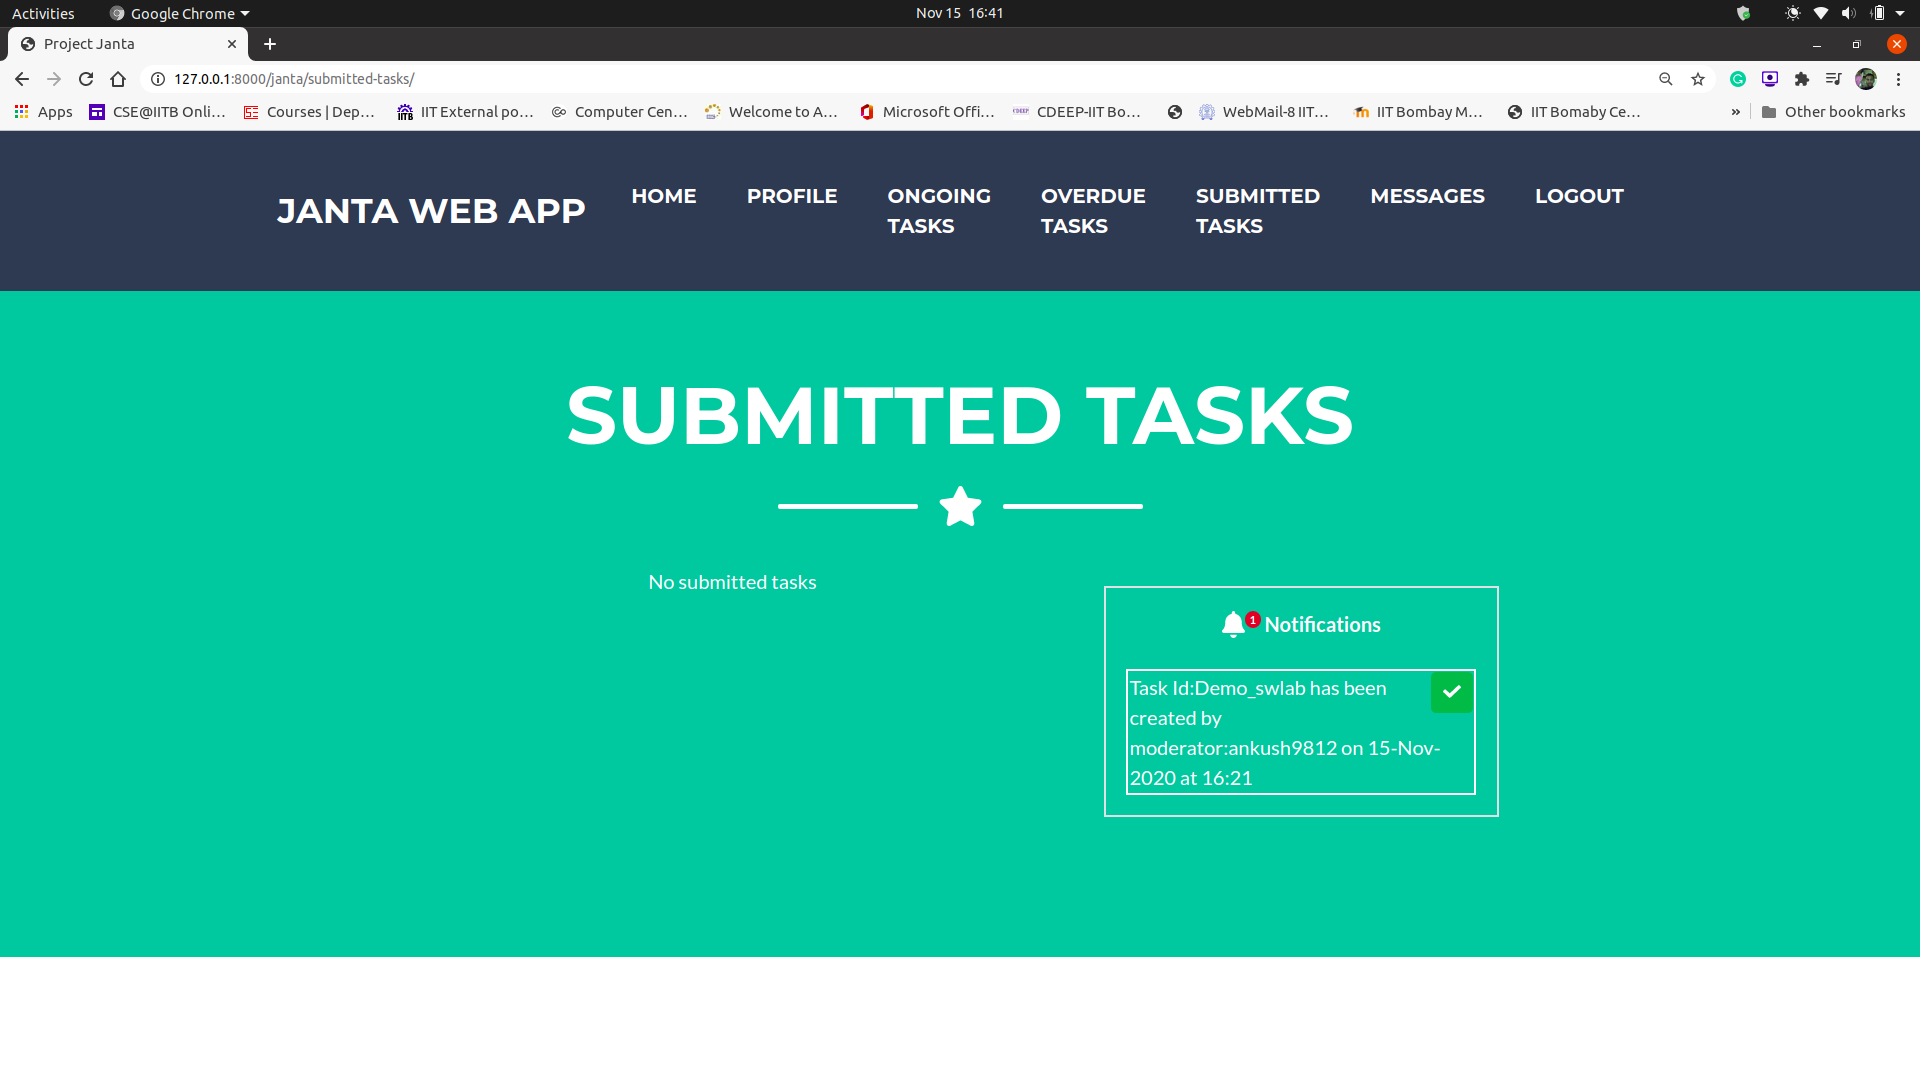 Activities Google Chrome Nov 15 16:41
Project Janta
127.0.0.1:8000/janta/submitted-tasks/
Apps CSE@IITB Onli... Courses | Dep... IIT External po... Computer Cen... Welcome to A... Microsoft Offi... CDEEP-IIT Bo... WebMail-8 IIT... IIT Bombay M... IIT Bomaby Ce... » Other bookmarks
JANTA WEB APP
HOME
PROFILE
ONGOING
TASKS
OVERDUE
TASKS
SUBMITTED
TASKS
MESSAGES
LOGOUT
SUBMITTED TASKS
No submitted tasks
1 Notifications
Task Id:Demo_swlab has been
created by
moderator:ankush9812 on 15-Nov-
2020 at 16:21